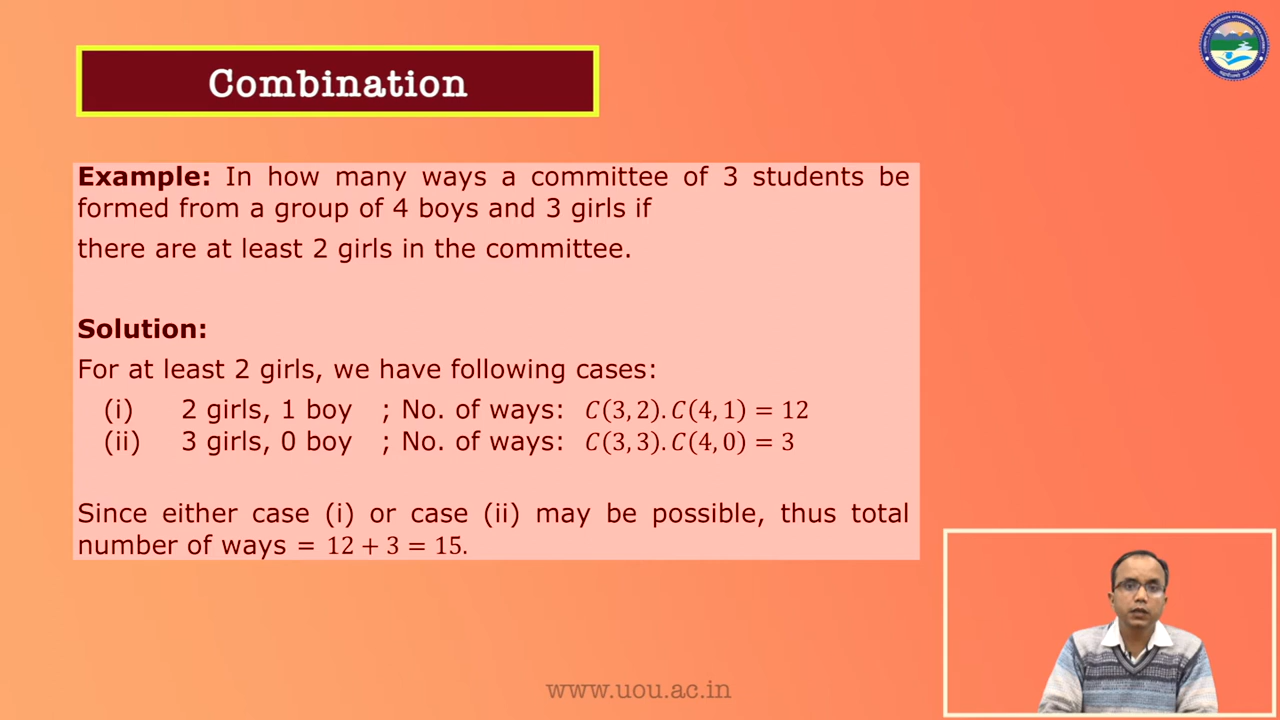 Combination
Example: In how many ways a committee of 3 students be
formed from a group of 4 boys and 3 girls if
there are at least 2 girls in the committee.
Solution:
For at least 2 girls, we have following cases:
(i) 2 girls, 1 boy ; No. of ways: C(3,2).C(4,1) = 12
(ii) 3 girls, 0 boy ; No. of ways: C(3,3).C(4,0) = 3
Since either case (i) or case (ii) may be possible, thus total
number of ways = 12 + 3 = 15.
www.uou.ac.in